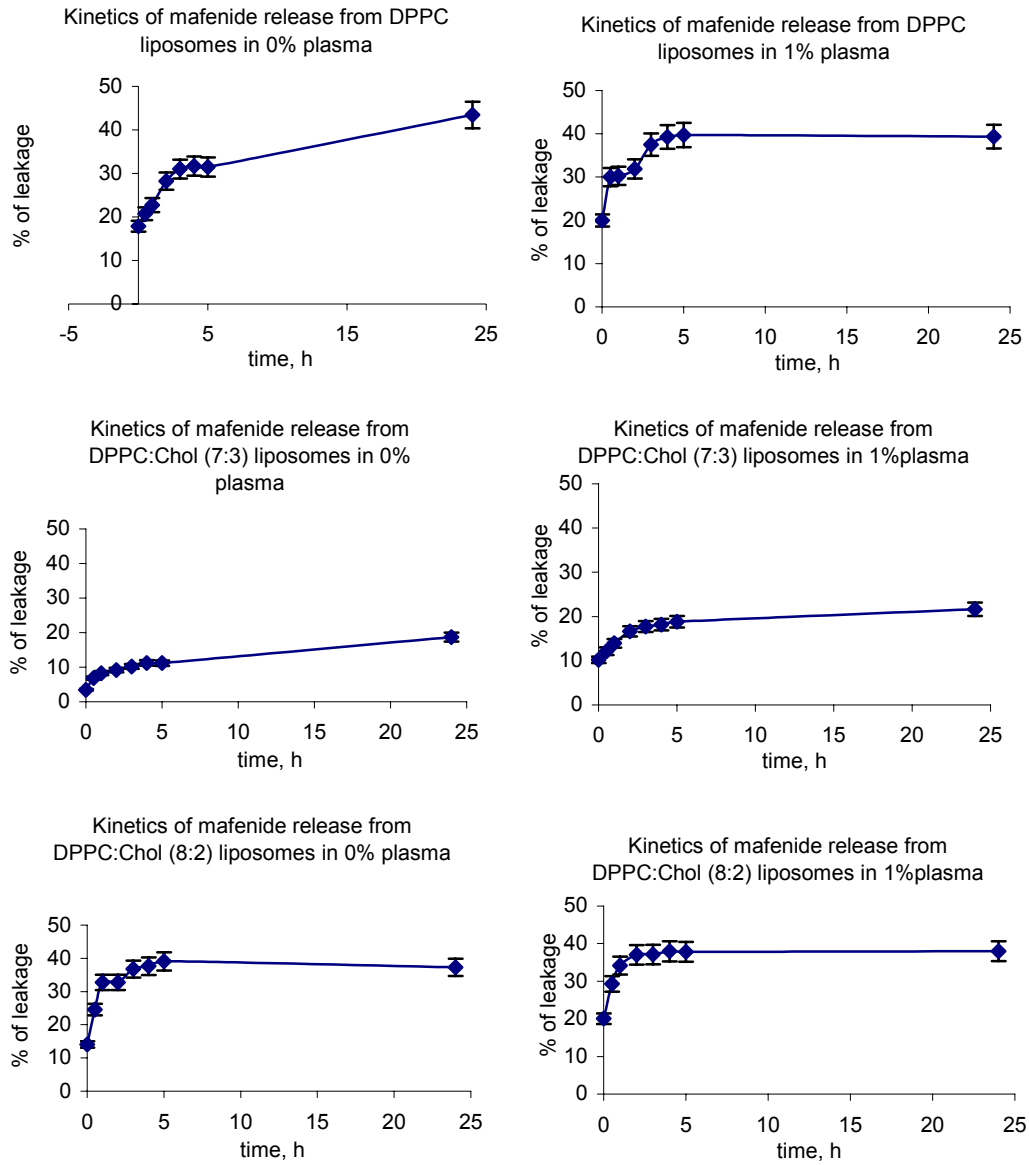 Kinetics of mafenide release from DPPC
liposomes in 0% plasma
50
40
30
20
10
0
-5
5
15
25
% of leakage
time, h
Kinetics of mafenide release from DPPC
liposomes in 1% plasma
50
40
30
20
10
0
0
5
10
15
20
25
% of leakage
time, h
Kinetics of mafenide release from
DPPC:Chol (7:3) liposomes in 0%
plasma
50
40
30
20
10
0
0
5
10
15
20
25
% of leakage
time, h
Kinetics of mafenide release from
DPPC:Chol (7:3) liposomes in 1%plasma
50
40
30
20
10
0
0
5
10
15
20
25
% of leakage
time, h
Kinetics of mafenide release from
DPPC:Chol (8:2) liposomes in 0% plasma
50
40
30
20
10
0
0
5
10
15
20
25
% of leakage
time, h
Kinetics of mafenide release from
DPPC:Chol (8:2) liposomes in 1%plasma
50
40
30
20
10
0
0
5
10
15
20
25
% of leakage
time, h